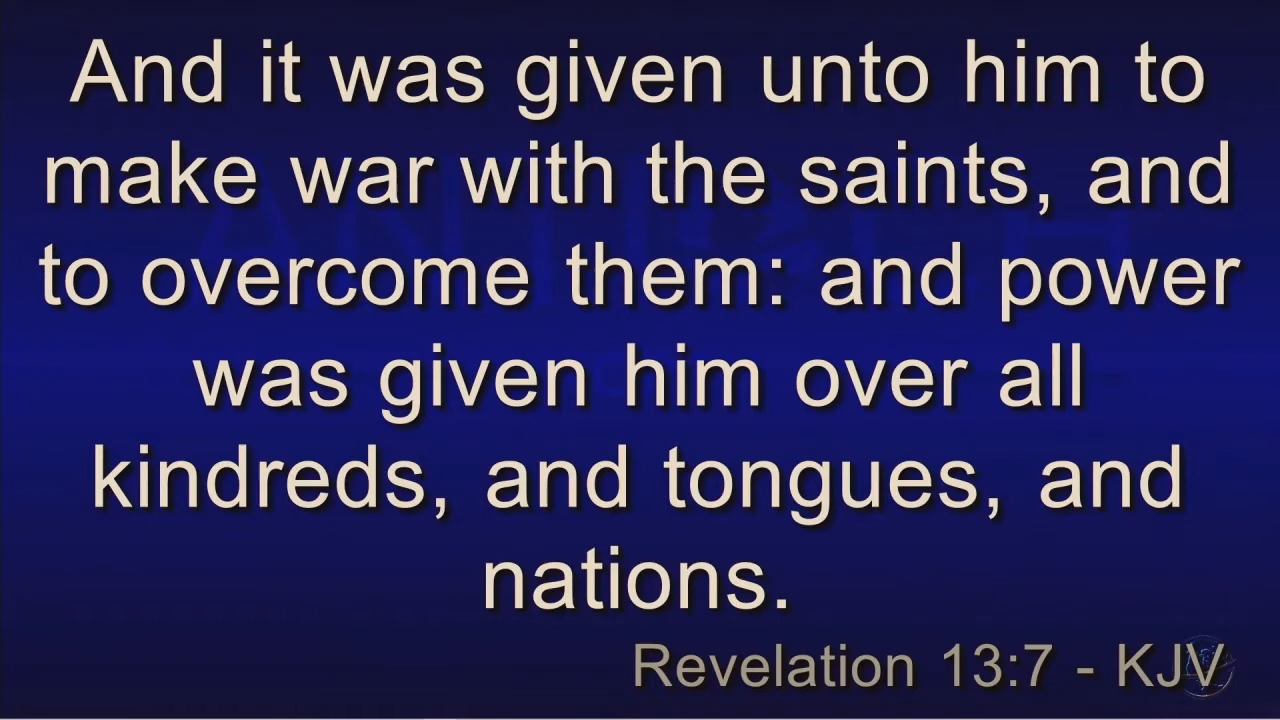 And it was given unto him to
make war with the saints, and
to overcome them: and power
was given him over all
kindreds, and tongues, and
nations.
Revelation 13:7 - KJV